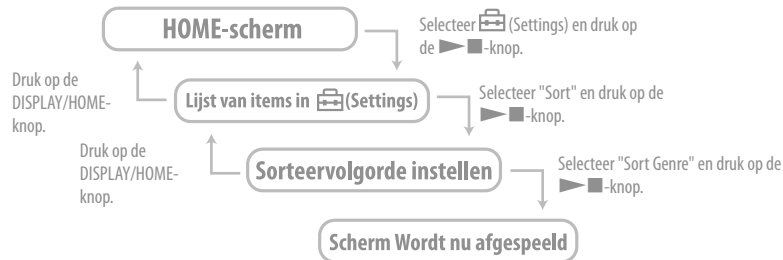 HOME-scherm
Selecteer (Settings) en druk op
de ►■-knop.
Druk op de
DISPLAY/HOME-
knop.
Lijst van items in (Settings)
Selecteer "Sort" en druk op de
►■-knop.
Druk op de
DISPLAY/HOME-
knop.
Sorteervolgorde instellen
Selecteer "Sort Genre" en druk op de
►■-knop.
Scherm Wordt nu afgespeeld